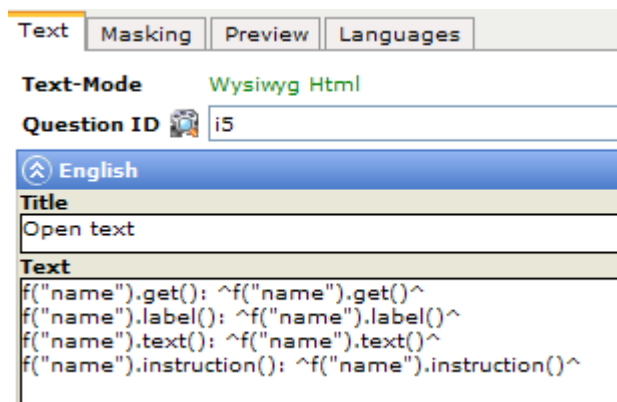 Text Masking Preview Languages
Text-Mode Wysiwyg Html
Question ID i5
English
Title
Open text
Text
f("name").get(): ^f("name").get()^
f("name").label(): ^f("name").label()^
f("name").text(): ^f("name").text()^
f("name").instruction(): ^f("name").instruction()^